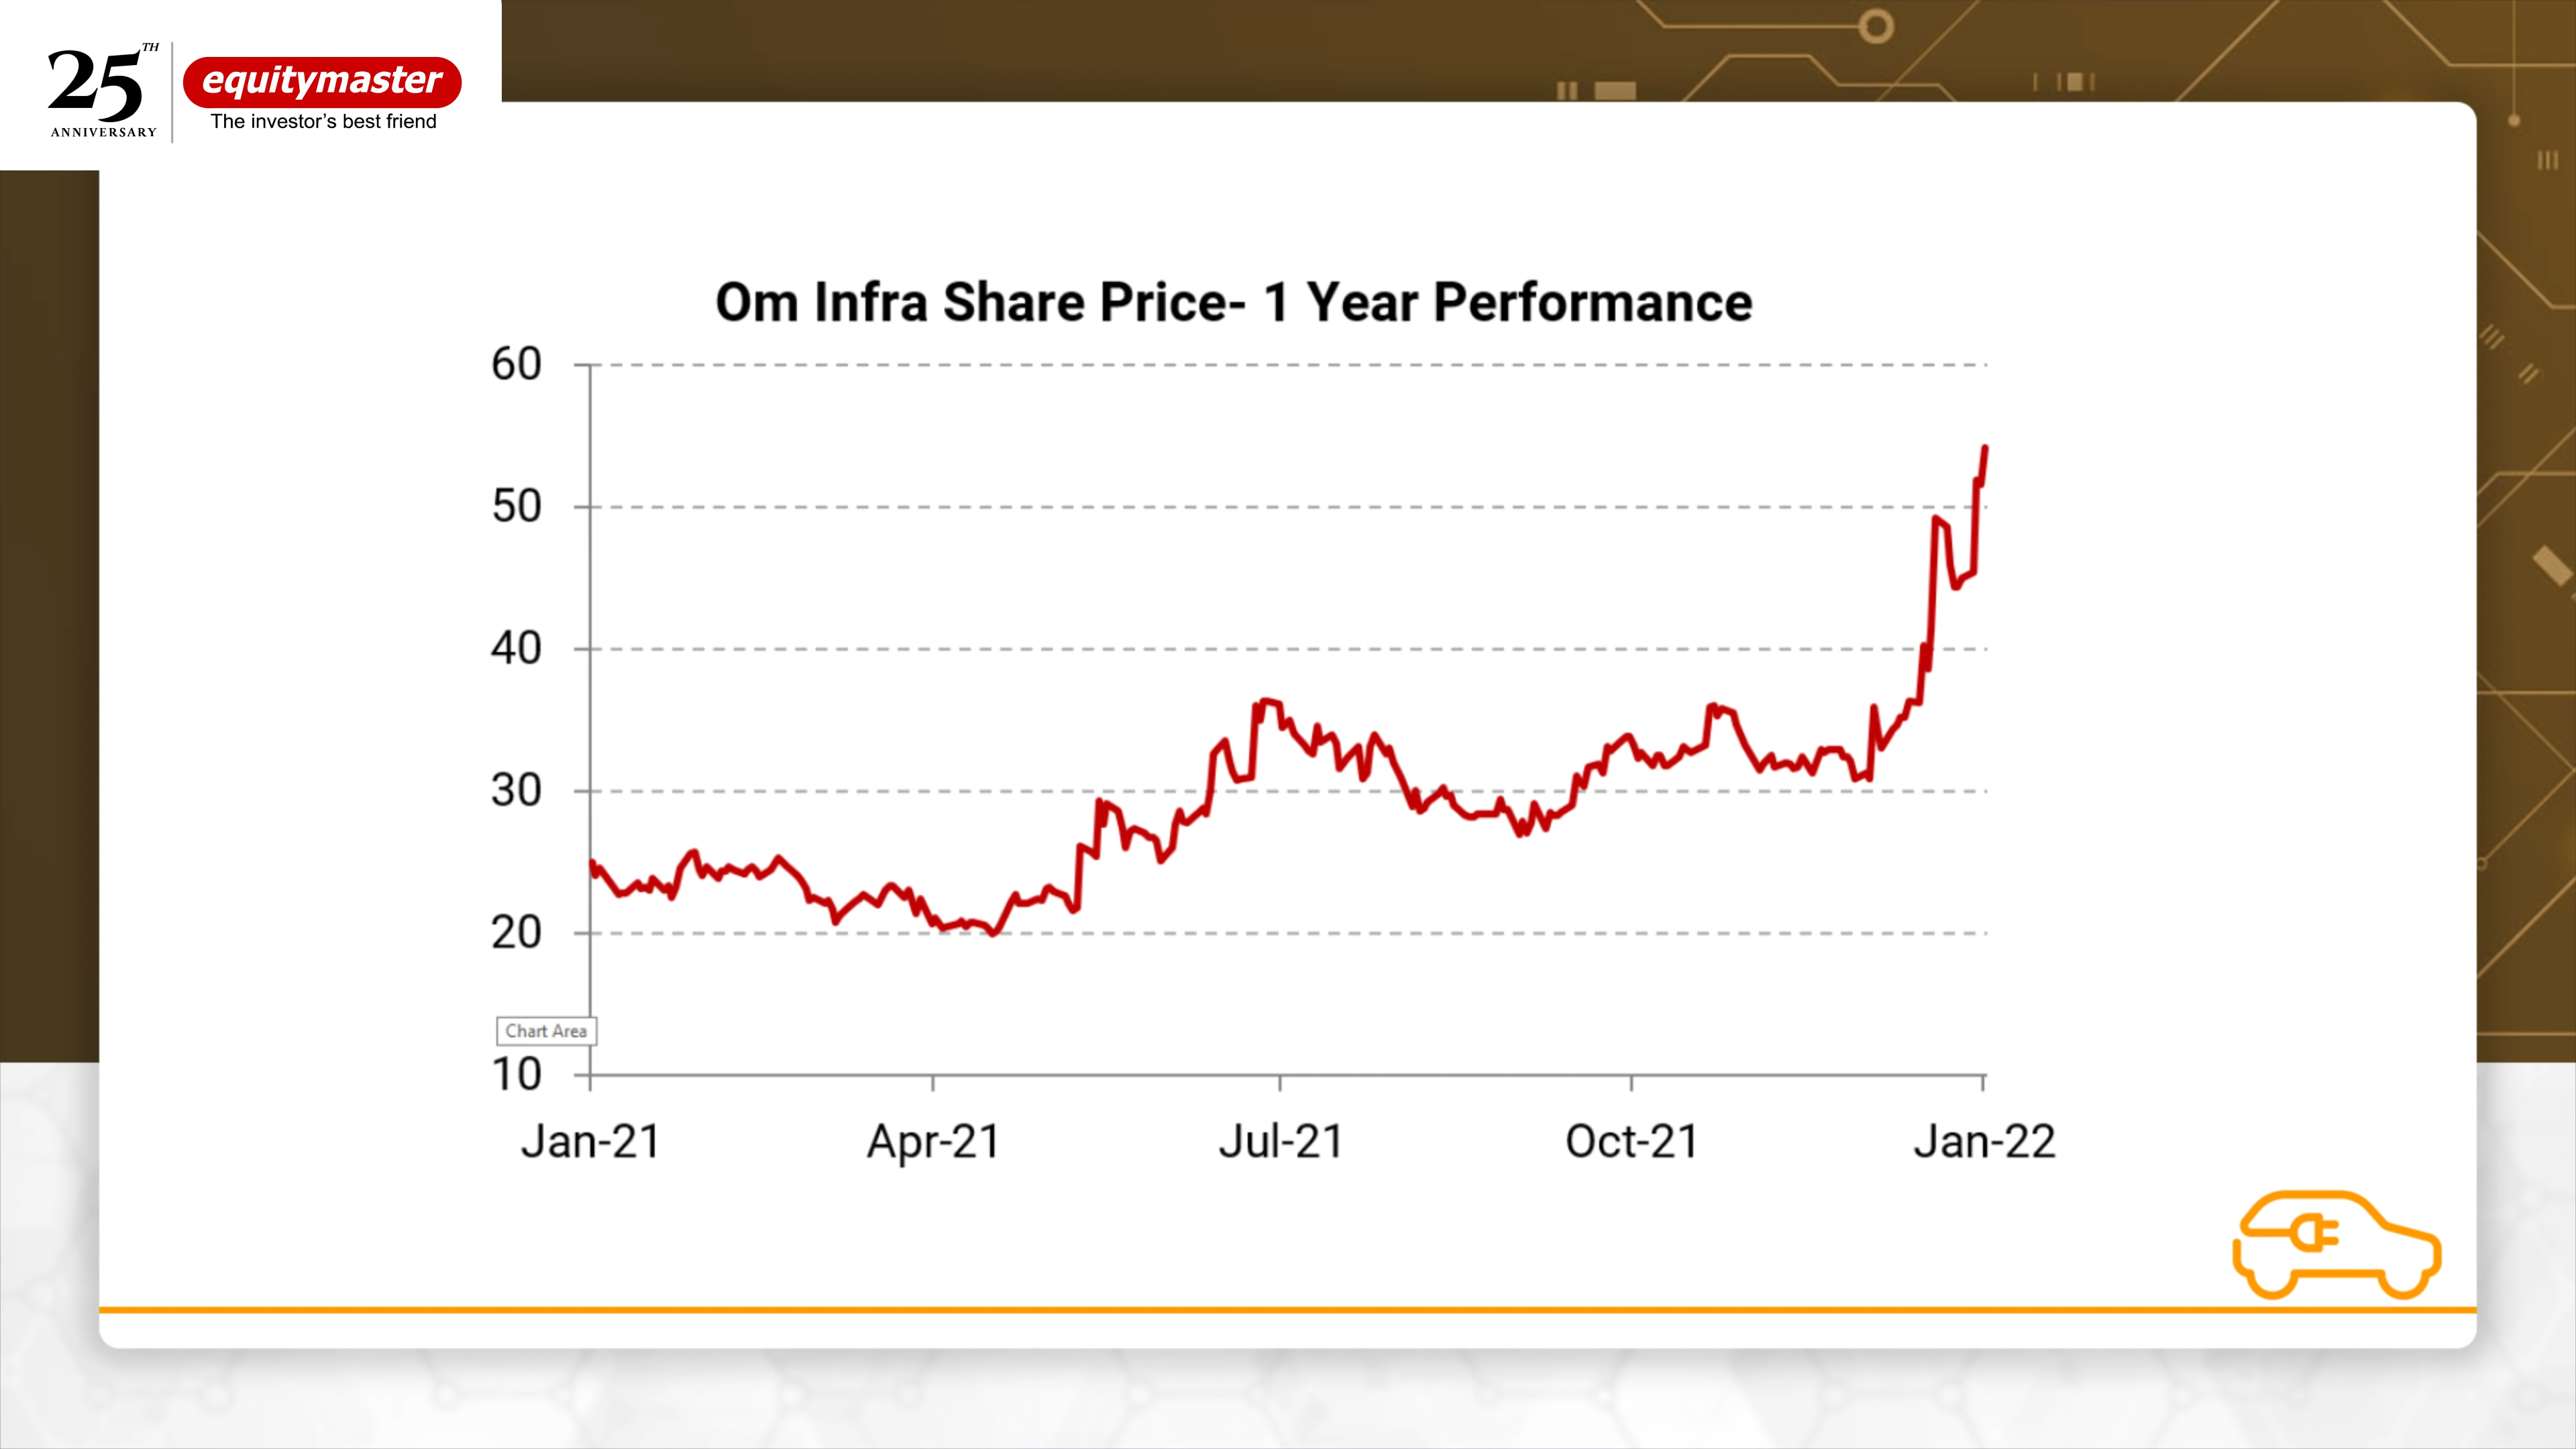 25TH
ANNIVERSARY
equitymaster
The investor's best friend
Om Infra Share Price- 1 Year Performance
60
50
40
30
20
Chart Area
10
Jan-21 Apr-21 Jul-21 Oct-21 Jan-22